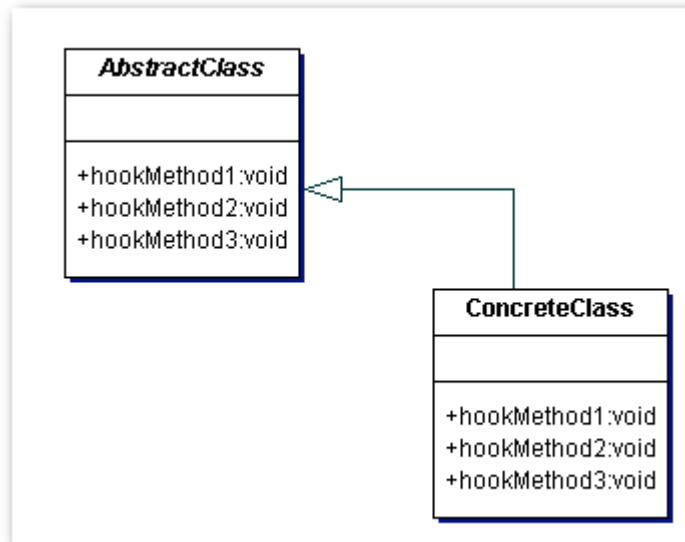 AbstractClass
+hookMethod1:void
+hookMethod2:void
+hookMethod3:void
ConcreteClass
+hookMethod1:void
+hookMethod2:void
+hookMethod3:void